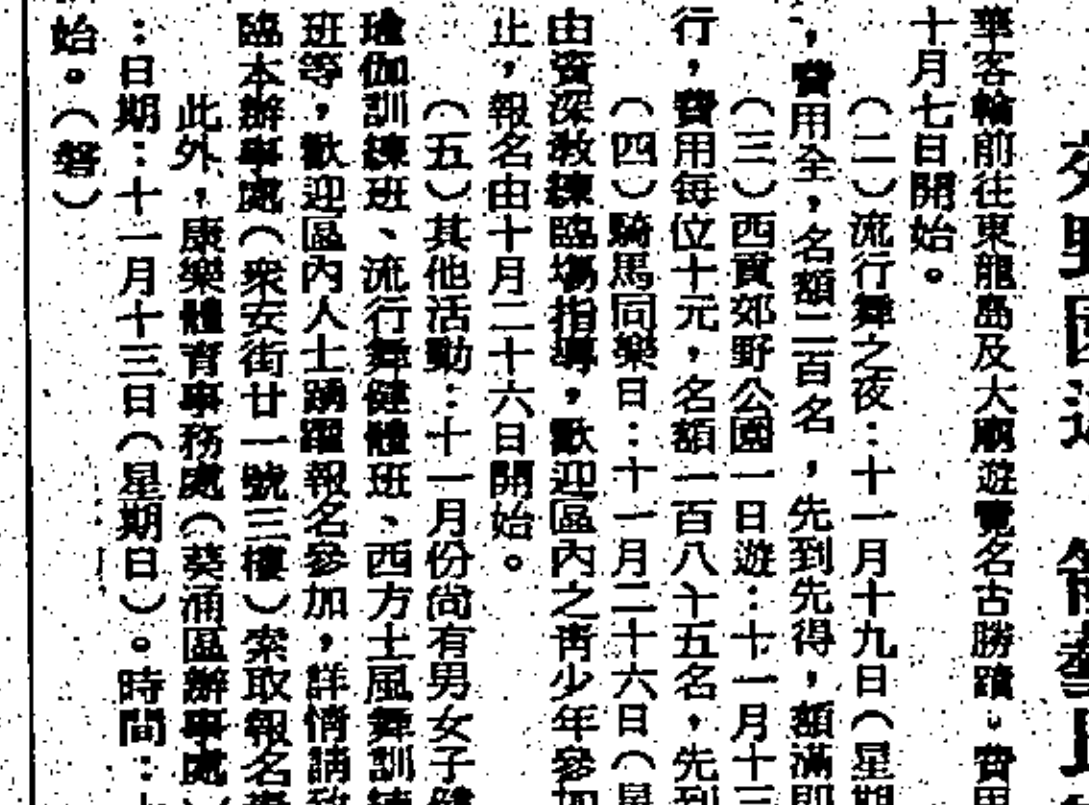 華客輪前往東龍島及大廟遊覽名古勝蹟，費用
十月七日開始。
（二）流行舞之夜：十一月十九日（星期
，費用全，名額二百名，先到先得，額滿即
（三）西貢郊野公園一日遊：十一月十三
行，費用每位十元，名額一百八十五名，先到
（四）騎馬同樂日：十一月二十六日（星
由資深教練臨場指導，歡迎區內之青少年參加
止，報名由十月二十六日開始。
（五）其他活動：十一月份尚有男女子健
瑜伽訓練班、流行舞健體班、西方土風舞訓練
班等，歡迎區內人士踴躍報名參加，詳情請致
臨本辦事處（衆安街廿一號三樓）索取報名表
此外，康樂體育事務處（葵涌區辦事處）
：日期：十一月十三日（星期日）。時間：
始。（磐）